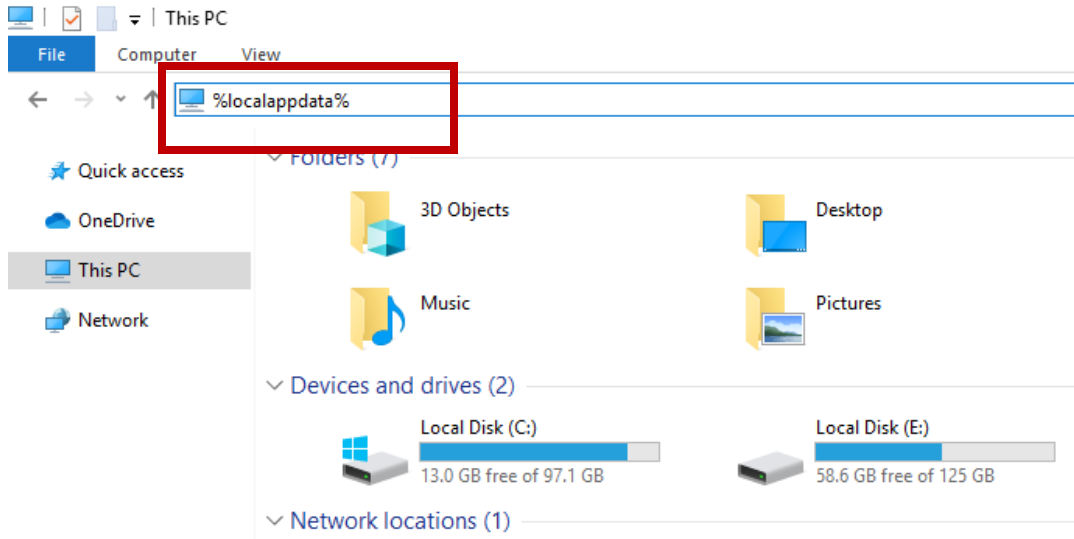 This PC
File Computer View
%localappdata%
Folders (7)
Quick access
3D Objects Desktop
OneDrive
This PC
Music Pictures
Network
Devices and drives (2)
Local Disk (C:) Local Disk (E:)
13.0 GB free of 97.1 GB 58.6 GB free of 125 GB
Network locations (1)